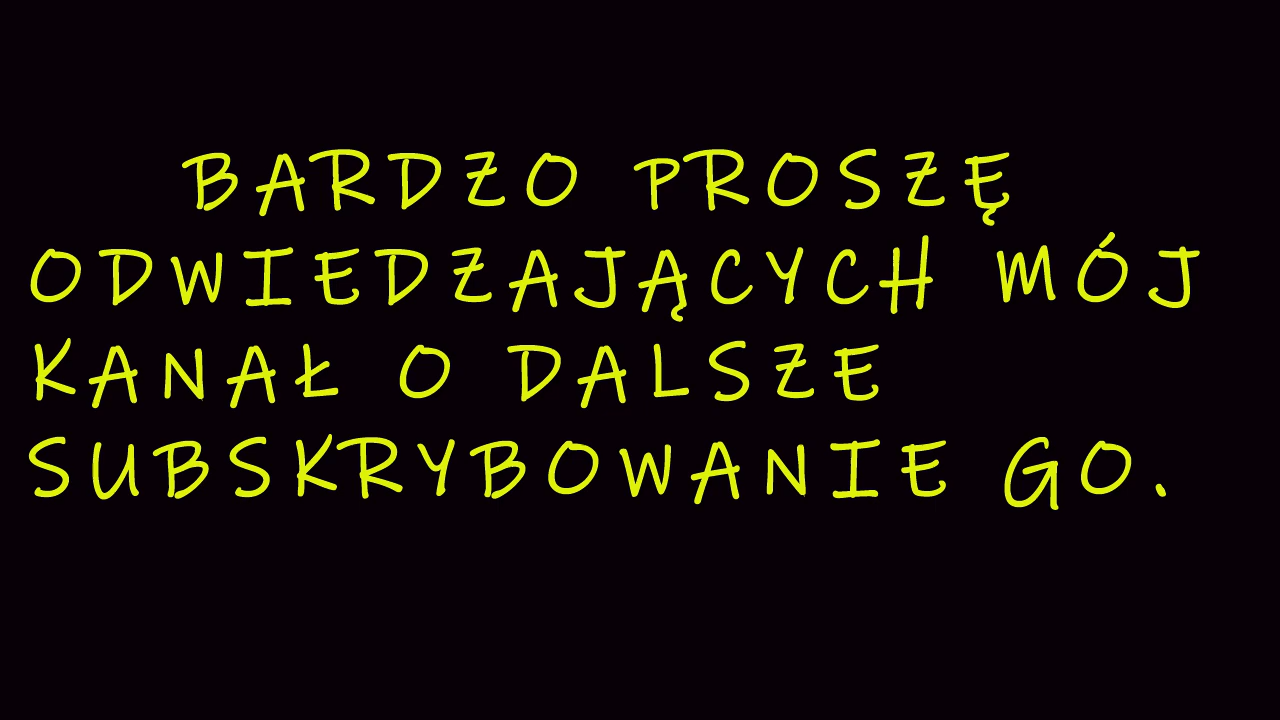 BARDZO PROSZĘ
ODWIEDZAJĄCYCH MÓJ
KANAŁ O DALSZE
SUBSKRYBOWANIE GO.